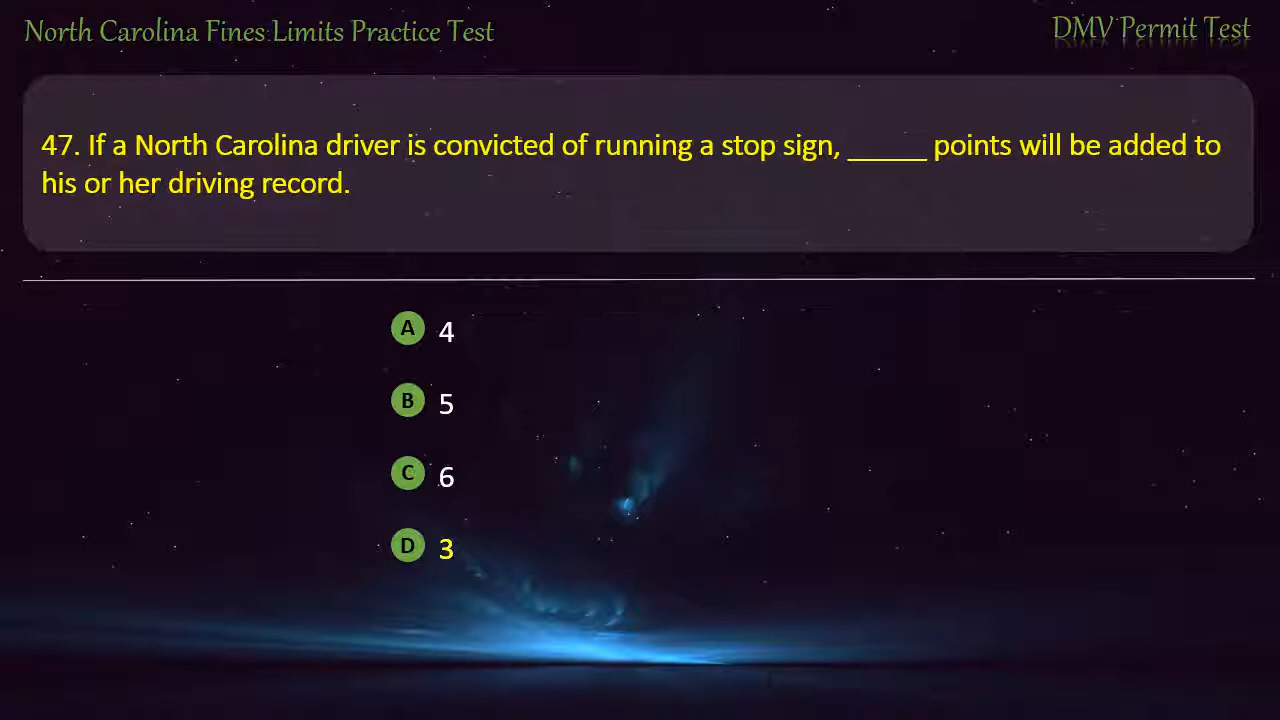 North Carolina Fines Limits Practice Test
DMV Permit Test
47. If a North Carolina driver is convicted of running a stop sign, _____ points will be added to
his or her driving record.
A 4
B 5
C 6
D 3